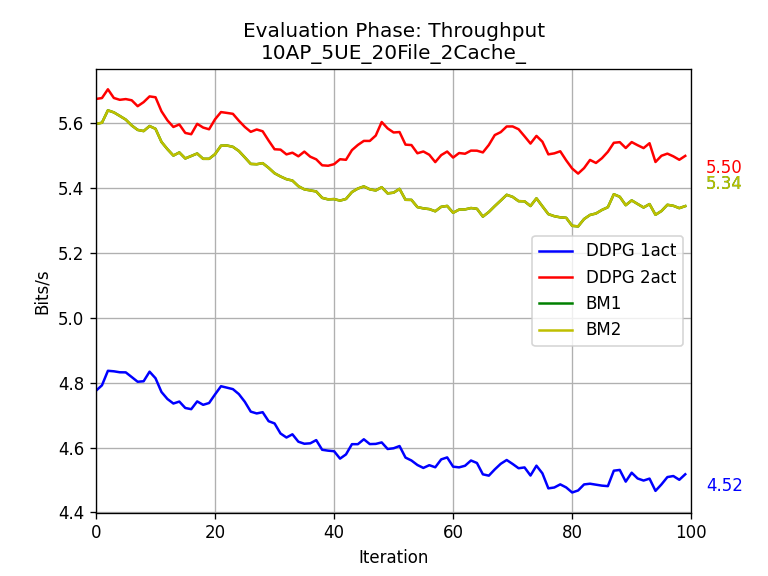 Evaluation Phase: Throughput
10AP_5UE_20File_2Cache_
Bits/s
5.6
5.4
5.2
5.0
4.8
4.6
4.4
0
20
40
60
80
100
Iteration
DDPG 1act
DDPG 2act
BM1
BM2
5.50
5.34
4.52